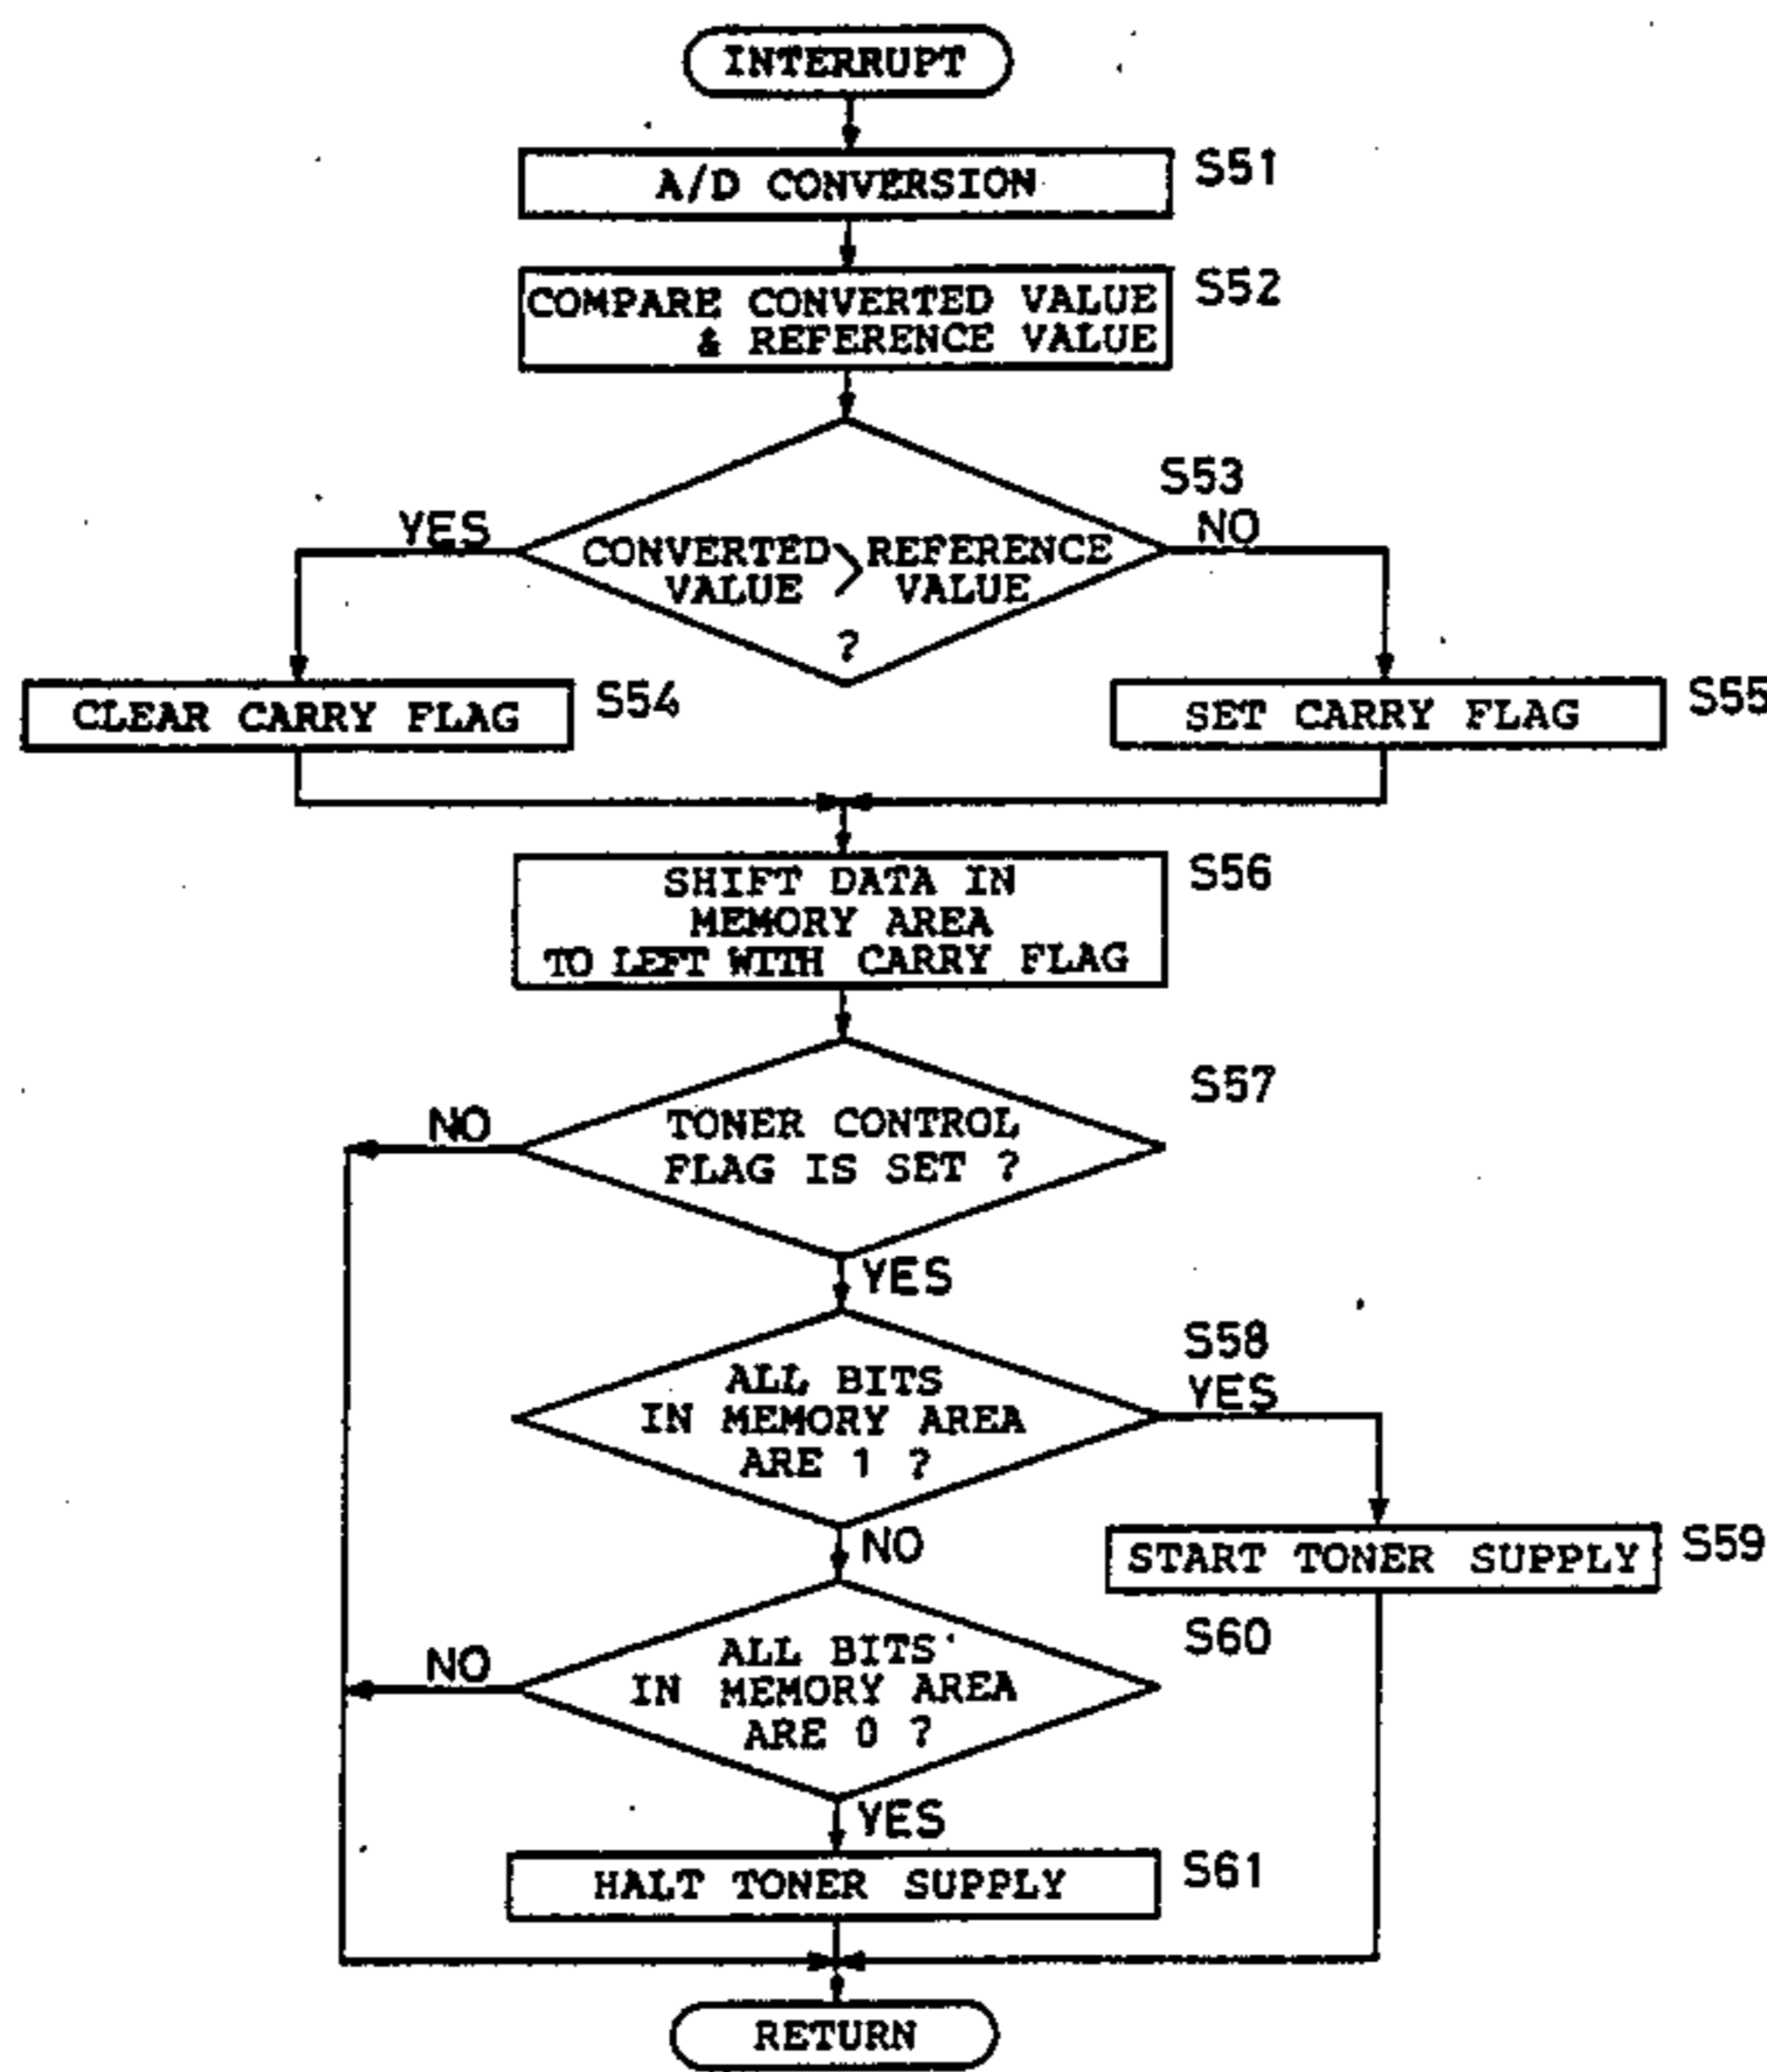 INTERRUPT
A/D CONVERSION
S51
COMPARE CONVERTED VALUE
& REFERENCE VALUE
S52
S53
YES
NO
CONVERTED > REFERENCE
VALUE VALUE
?
CLEAR CARRY FLAG
S54
SET CARRY FLAG
S55
SHIFT DATA IN
MEMORY AREA
TO LEFT WITH CARRY FLAG
S56
S57
NO
TONER CONTROL
FLAG IS SET ?
YES
S58
YES
ALL BITS
IN MEMORY AREA
ARE 1 ?
NO
START TONER SUPPLY
S59
S60
NO
ALL BITS
IN MEMORY AREA
ARE 0 ?
YES
HALT TONER SUPPLY
S61
RETURN